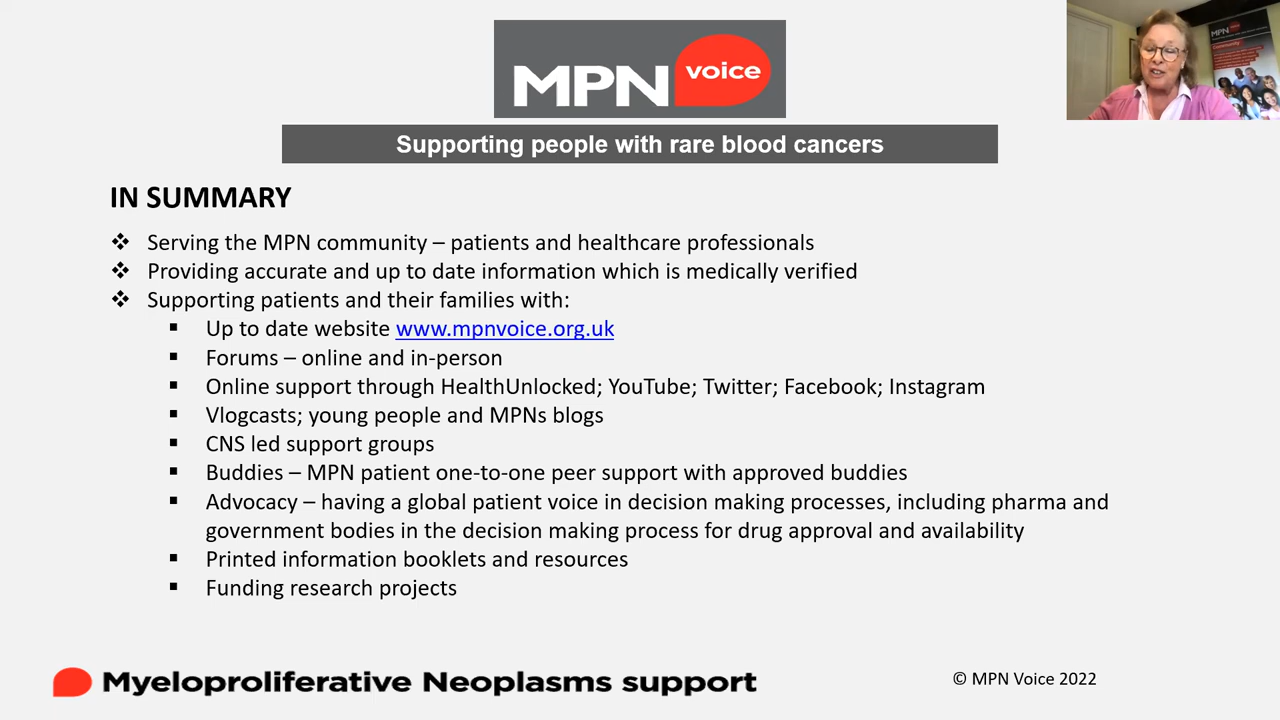 MPN voice
Supporting people with rare blood cancers
MPN voice
Community
IN SUMMARY
❖ Serving the MPN community – patients and healthcare professionals
❖ Providing accurate and up to date information which is medically verified
❖ Supporting patients and their families with:
▪ Up to date website www.mpnvoice.org.uk
▪ Forums – online and in-person
▪ Online support through HealthUnlocked; YouTube; Twitter; Facebook; Instagram
▪ Vlogcasts; young people and MPNs blogs
▪ CNS led support groups
▪ Buddies – MPN patient one-to-one peer support with approved buddies
▪ Advocacy – having a global patient voice in decision making processes, including pharma and
government bodies in the decision making process for drug approval and availability
▪ Printed information booklets and resources
▪ Funding research projects
Myeloproliferative Neoplasms support
© MPN Voice 2022